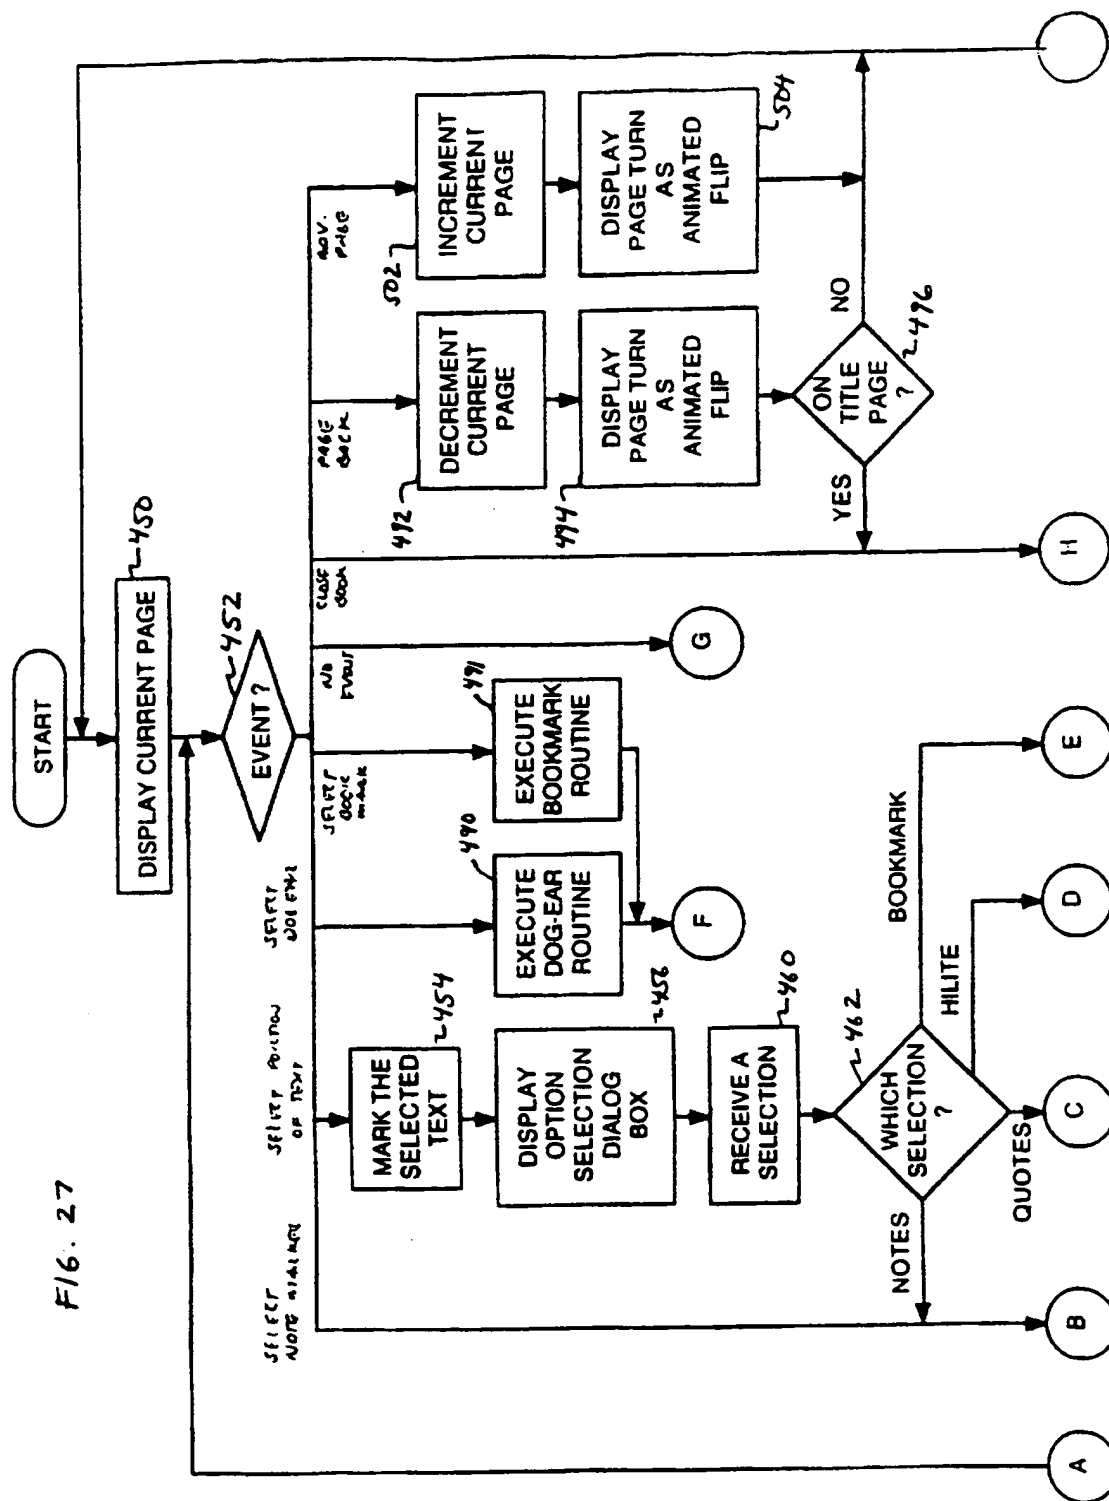 FIG. 27
START
DISPLAY CURRENT PAGE
450
EVENT?
452
SELECT
NOTE MARKER
SELECT PORTION
OF TEXT
SELECT
DOG EAR
SELECT
BOOK
MARK
NO
EVENT
CLOSE
BOOK
PAGE
BACK
ADV.
PAGE
MARK THE
SELECTED
TEXT
454
DISPLAY
OPTION
SELECTION
DIALOG
BOX
RECEIVE A
SELECTION
460
WHICH
SELECTION
?
462
NOTES
QUOTES
HILITE
BOOKMARK
EXECUTE
DOG-EAR
ROUTINE
490
EXECUTE
BOOKMARK
ROUTINE
491
F
G
492
DECREMENT
CURRENT
PAGE
494
DISPLAY
PAGE TURN
AS
ANIMATED
FLIP
ON
TITLE
PAGE
?
496
YES
NO
502
INCREMENT
CURRENT
PAGE
DISPLAY
PAGE TURN
AS
ANIMATED
FLIP
504
A
B
C
D
E
H